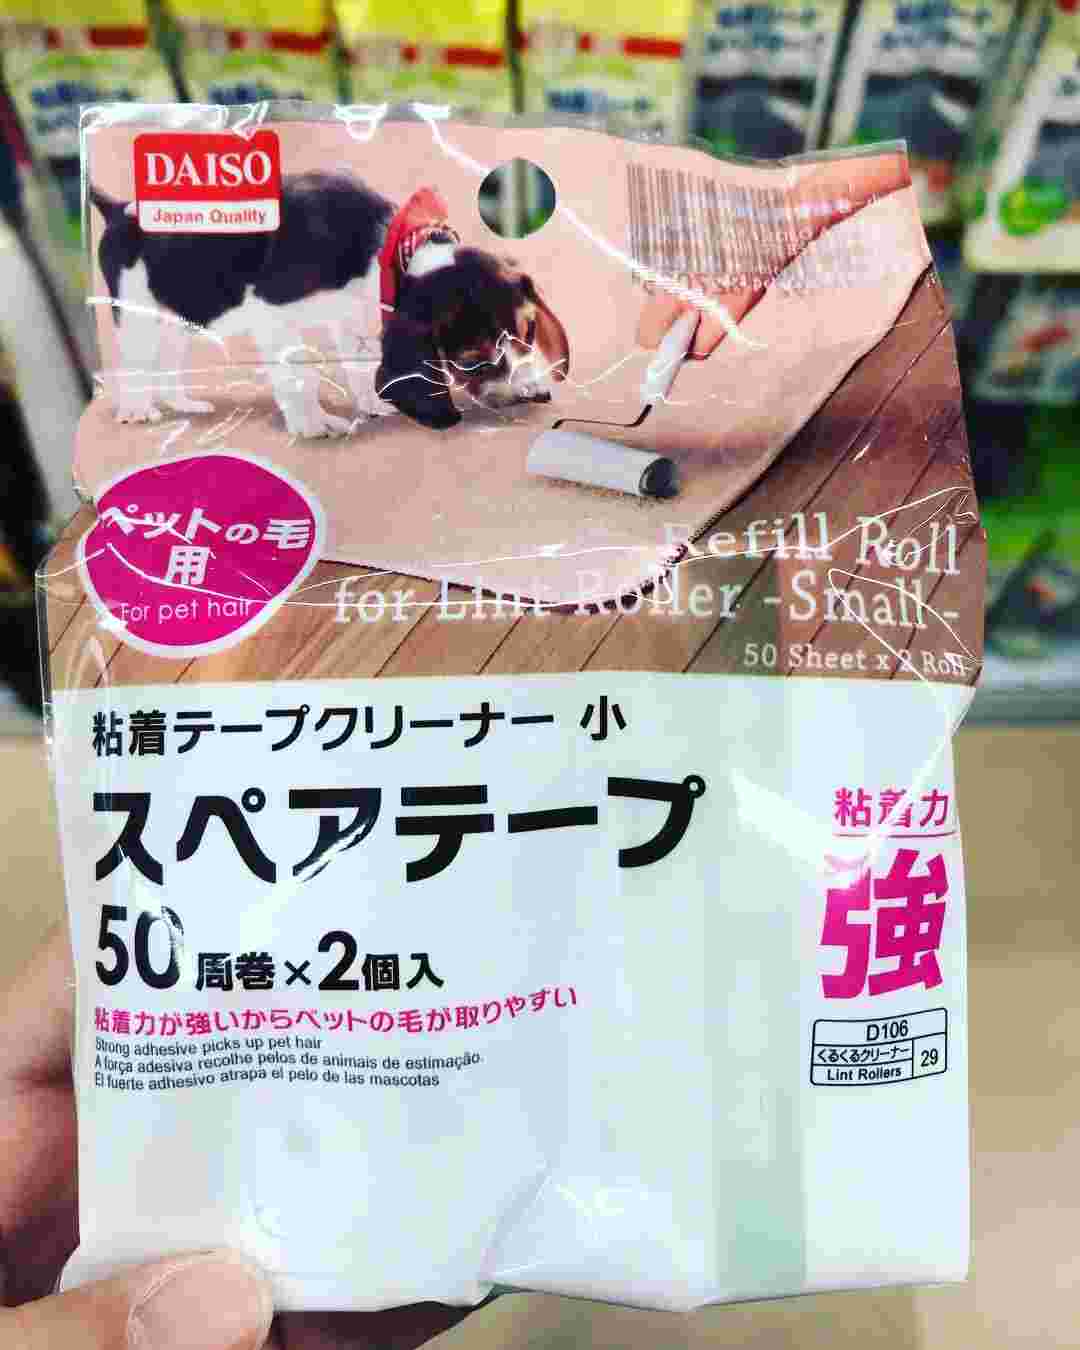 DAISO
Japan Quality
ペットの毛
用
For pet hair
Refill Roll
for Lint Roller -Small-
50 Sheet x 2 Roll
粘着テープクリーナー 小
スペアテープ
50周巻×2個入
粘着力が強いからペットの毛が取りやすい
Strong adhesive picks up pet hair
A força adesiva recolhe pelos de animais de estimação.
El fuerte adhesivo atrapa el pelo de las mascotas
粘着力
強
D106
くるくるクリーナー
29
Lint Rollers